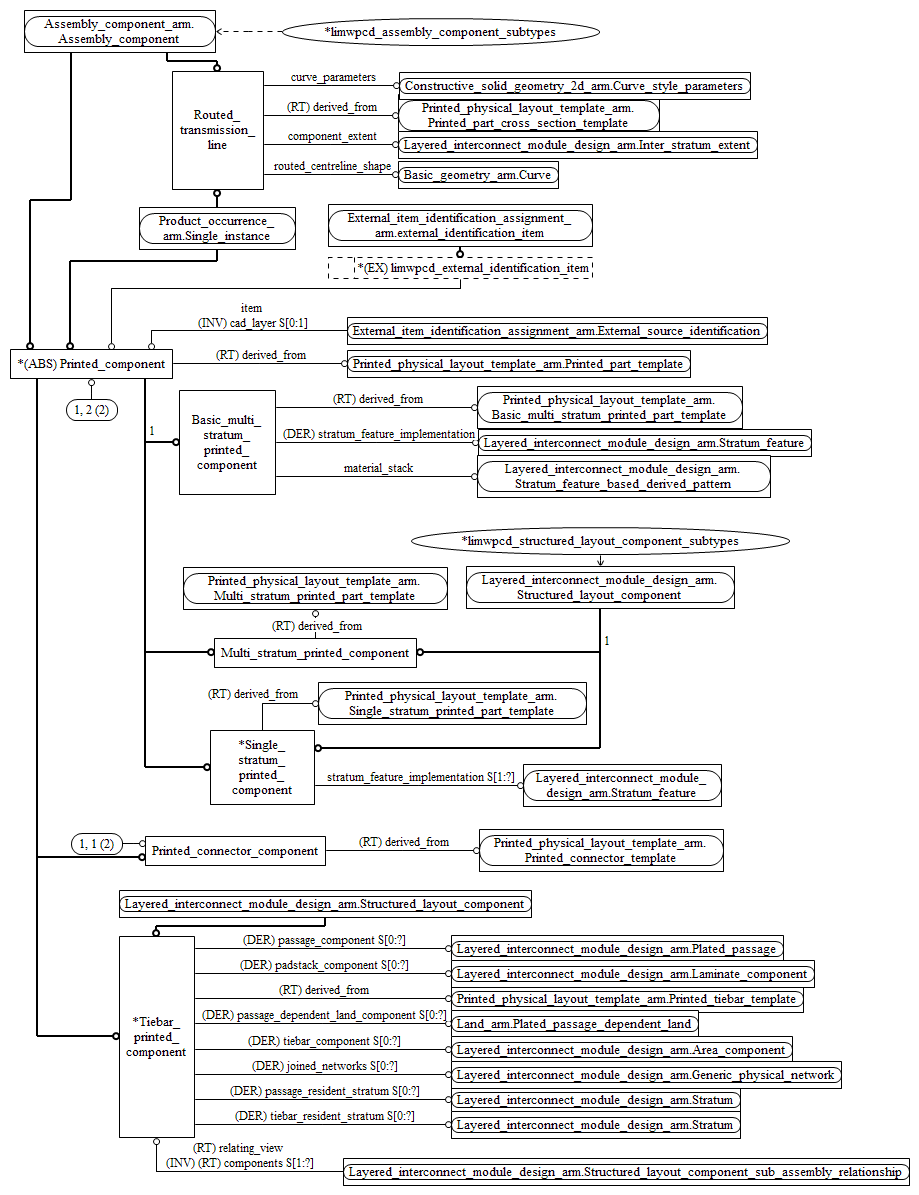 Assembly_component_arm.
Assembly_component
*limwpcd_assembly_component_subtypes
Routed_
transmission_
line
curve_parameters
Constructive_solid_geometry_2d_arm.Curve_style_parameters
(RT) derived_from
Printed_physical_layout_template_arm.
Printed_part_cross_section_template
component_extent
Layered_interconnect_module_design_arm.Inter_stratum_extent
routed_centreline_shape
Basic_geometry_arm.Curve
Product_occurrence_
arm.Single_instance
External_item_identification_assignment_
arm.external_identification_item
*(EX) limwpcd_external_identification_item
item
(INV) cad_layer S[0:1]
External_item_identification_assignment_arm.External_source_identification
*(ABS) Printed_component
(RT) derived_from
Printed_physical_layout_template_arm.Printed_part_template
1, 2 (2)
1
Basic_multi_
stratum_
printed_
component
(RT) derived_from
Printed_physical_layout_template_arm.
Basic_multi_stratum_printed_part_template
(DER) stratum_feature_implementation
Layered_interconnect_module_design_arm.Stratum_feature
material_stack
Layered_interconnect_module_design_arm.
Stratum_feature_based_derived_pattern
*limwpcd_structured_layout_component_subtypes
Printed_physical_layout_template_arm.
Multi_stratum_printed_part_template
Layered_interconnect_module_design_arm.
Structured_layout_component
(RT) derived_from
1
Multi_stratum_printed_component
(RT) derived_from
Printed_physical_layout_template_arm.
Single_stratum_printed_part_template
*Single_
stratum_
printed_
component
stratum_feature_implementation S[1:?]
Layered_interconnect_module_
design_arm.Stratum_feature
1, 1 (2)
Printed_connector_component
(RT) derived_from
Printed_physical_layout_template_arm.
Printed_connector_template
Layered_interconnect_module_design_arm.Structured_layout_component
*Tiebar_
printed_
component
(DER) passage_component S[0:?]
Layered_interconnect_module_design_arm.Plated_passage
(DER) padstack_component S[0:?]
Layered_interconnect_module_design_arm.Laminate_component
(RT) derived_from
Printed_physical_layout_template_arm.Printed_tiebar_template
(DER) passage_dependent_land_component S[0:?]
Land_arm.Plated_passage_dependent_land
(DER) tiebar_component S[0:?]
Layered_interconnect_module_design_arm.Area_component
(DER) joined_networks S[0:?]
Layered_interconnect_module_design_arm.Generic_physical_network
(DER) passage_resident_stratum S[0:?]
Layered_interconnect_module_design_arm.Stratum
(DER) tiebar_resident_stratum S[0:?]
Layered_interconnect_module_design_arm.Stratum
(RT) relating_view
(INV) (RT) components S[1:?]
Layered_interconnect_module_design_arm.Structured_layout_component_sub_assembly_relationship